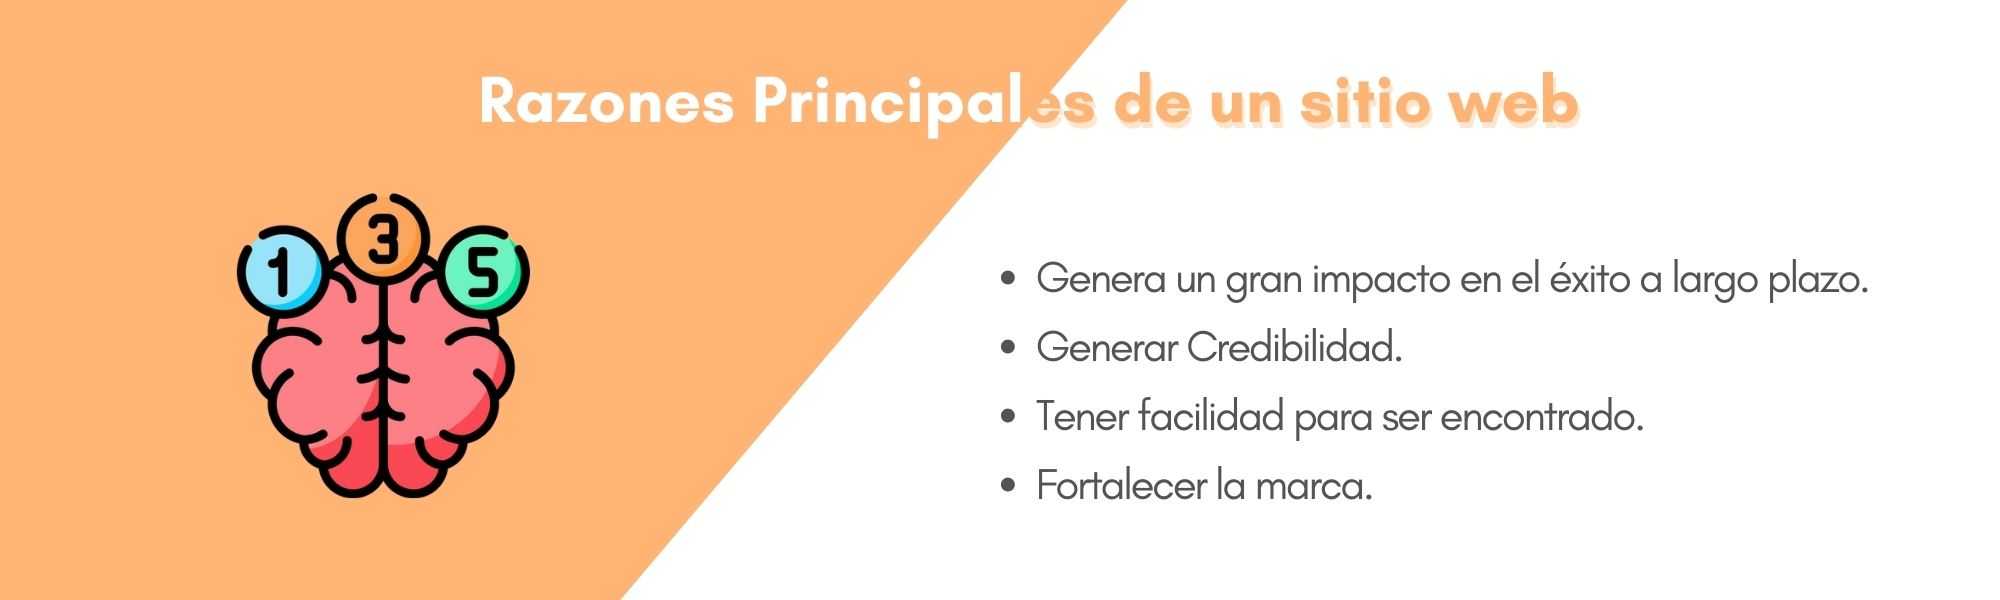 Razones Principales de un sitio web
1 3 5
• Genera un gran impacto en el éxito a largo plazo.
• Generar Credibilidad.
• Tener facilidad para ser encontrado.
• Fortalecer la marca.